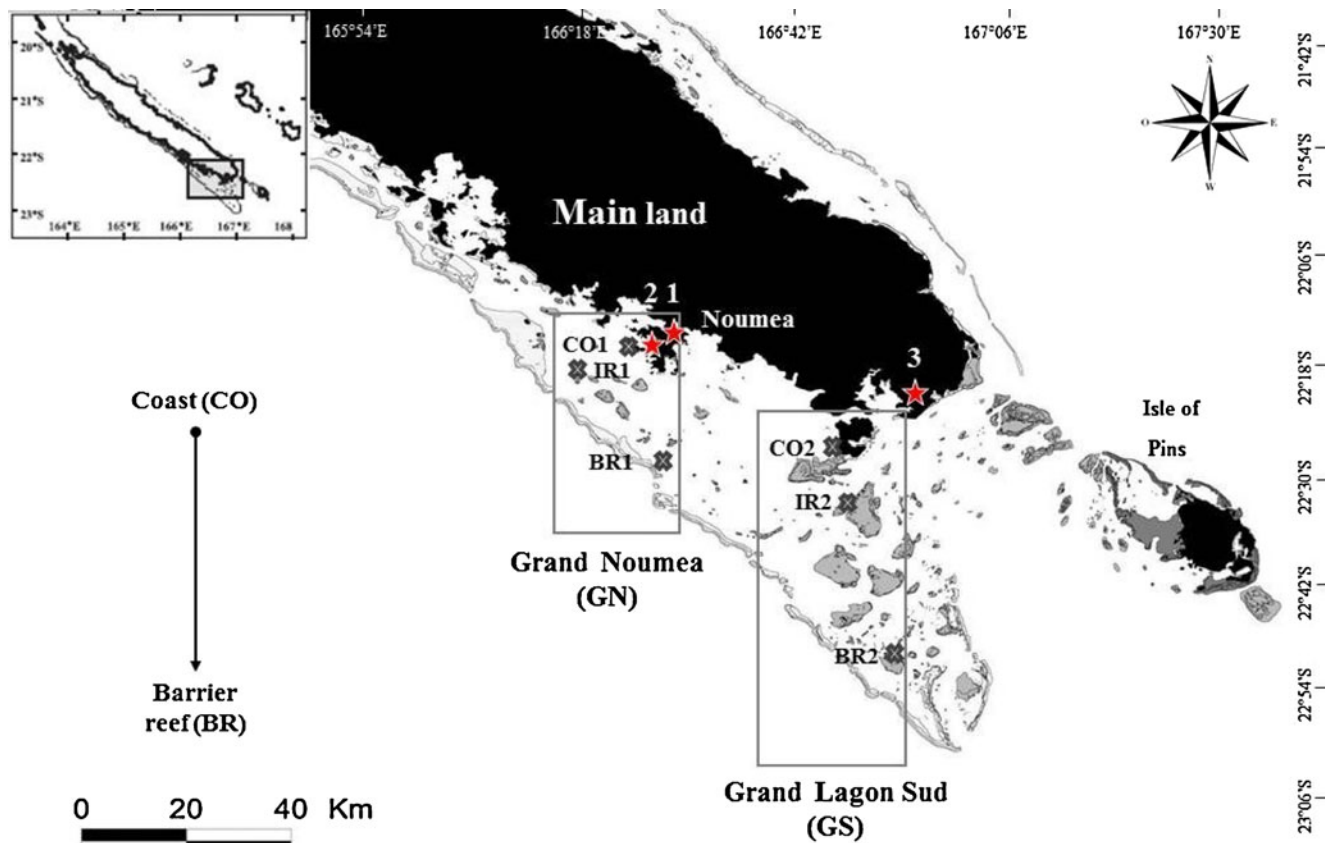 165°54’E
166°18’E
166°42’E
167°06’E
167°30’E
20°S
21°S
22°S
23°S
164°E
165°E
166°E
167°E
168
21°42’S
21°54’S
22°06’S
22°18’S
22°30’S
22°42’S
22°54’S
23°06’S
N
O
E
W
Main land
2 1
Noumea
3
CO1
IR1
BR1
CO2
IR2
BR2
Isle of
Pins
Grand Noumea
(GN)
Grand Lagon Sud
(GS)
Coast (CO)
Barrier
reef (BR)
0 20 40 Km